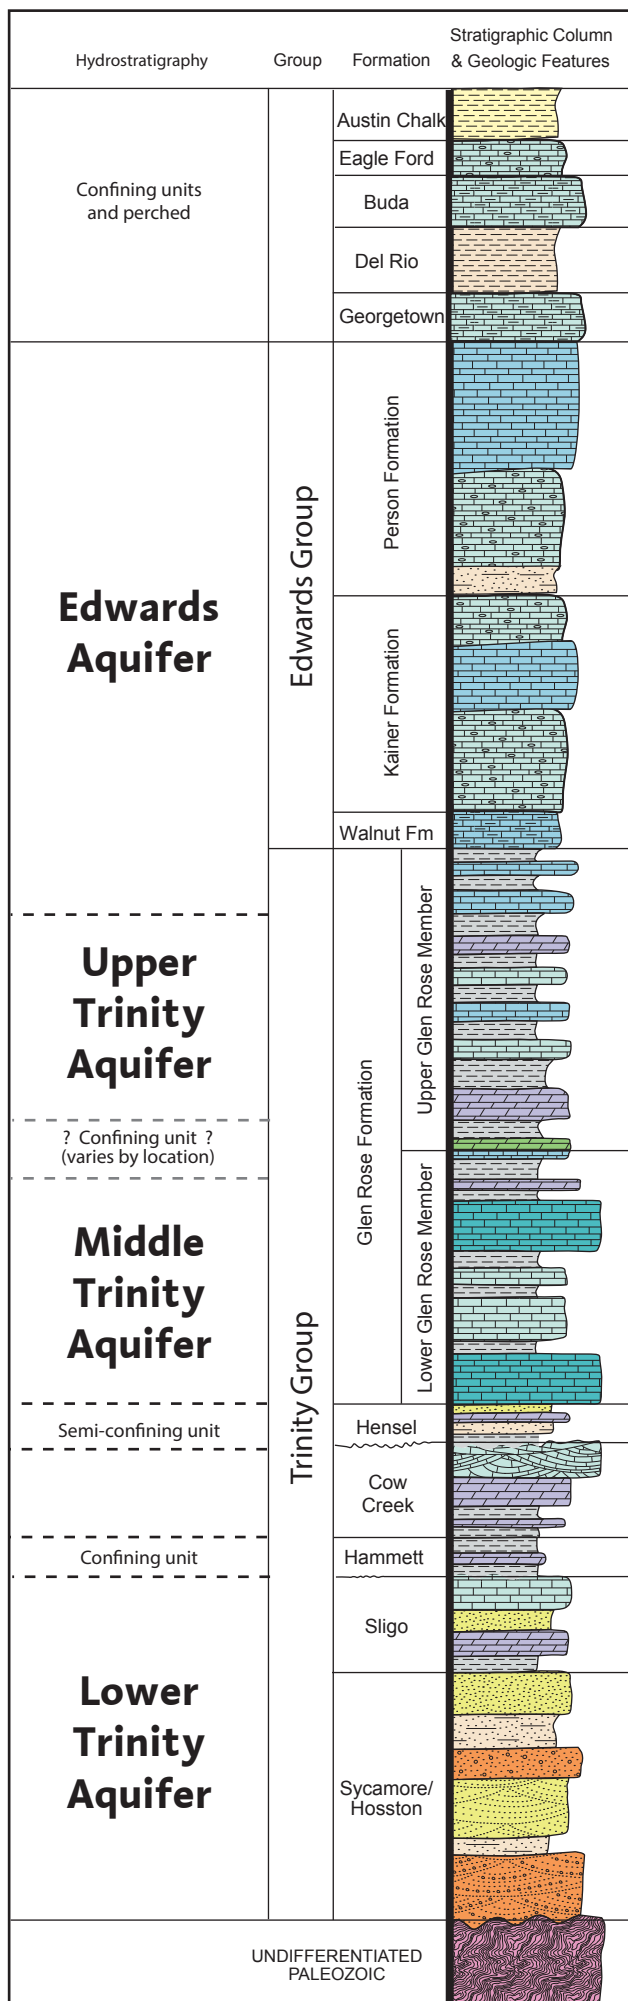 Hydrostratigraphy
Group
Formation
Stratigraphic Column
& Geologic Features
Confining units
and perched
Austin Chalk
Eagle Ford
Buda
Del Rio
Georgetown
Edwards
Aquifer
Edwards Group
Person Formation
Kainer Formation
Walnut Fm
Upper
Trinity
Aquifer
? Confining unit ?
(varies by location)
Middle
Trinity
Aquifer
Semi-confining unit
Confining unit
Lower
Trinity
Aquifer
Trinity Group
Glen Rose Formation
Upper Glen Rose Member
Lower Glen Rose Member
Hensel
Cow
Creek
Hammett
Sligo
Sycamore/
Hosston
UNDIFFERENTIATED
PALEOZOIC